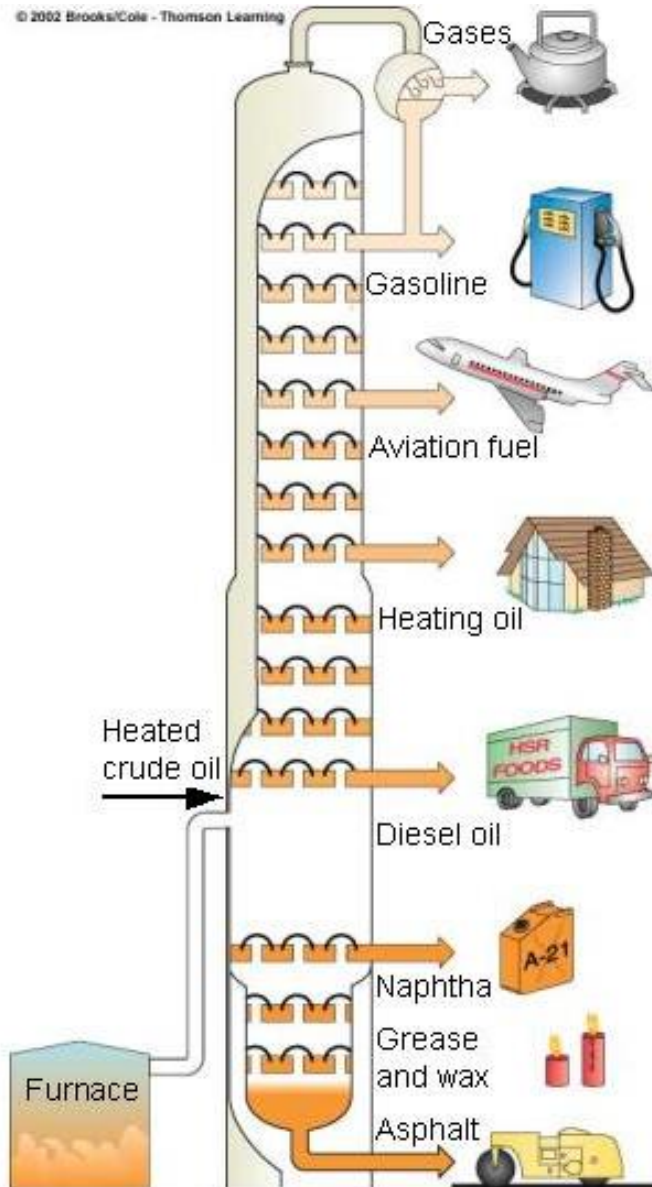 © 2002 Brooks/Cole - Thomson Learning
Gases
Gasoline
Aviation fuel
Heating oil
Heated
crude oil
HSR
FOODS
Diesel oil
A-21
Naphtha
Grease
and wax
Furnace
Asphalt